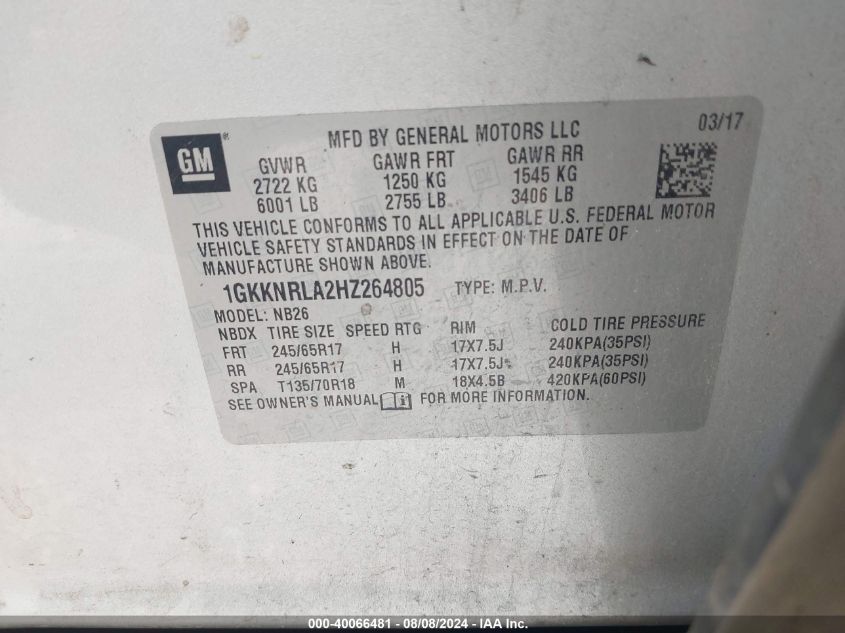 GM ®
MFD BY GENERAL MOTORS LLC 03/17
GVWR GAWR FRT GAWR RR
2722 KG 1250 KG 1545 KG
6001 LB 2755 LB 3406 LB
THIS VEHICLE CONFORMS TO ALL APPLICABLE U.S. FEDERAL MOTOR
VEHICLE SAFETY STANDARDS IN EFFECT ON THE DATE OF
MANUFACTURE SHOWN ABOVE.
1GKKNRLA2HZ264805 TYPE: M.P.V.
MODEL: NB26
NBDX TIRE SIZE SPEED RTG RIM COLD TIRE PRESSURE
FRT 245/65R17 H 17X7.5J 240KPA(35PSI)
RR 245/65R17 H 17X7.5J 240KPA(35PSI)
SPA T135/70R18 M 18X4.5B 420KPA(60PSI)
SEE OWNER'S MANUAL FOR MORE INFORMATION.
000-40066481 - 08/08/2024 - IAA Inc.